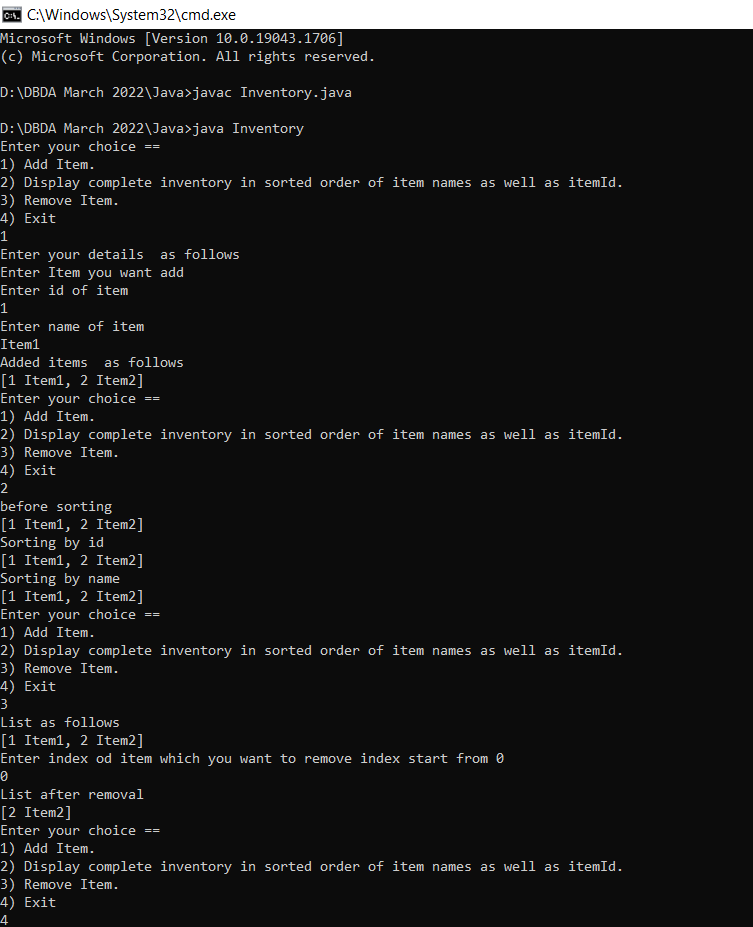 C:\Windows\System32\cmd.exe
Microsoft Windows [Version 10.0.19043.1706]
(c) Microsoft Corporation. All rights reserved.
D:\DBDA March 2022\Java>javac Inventory.java
D:\DBDA March 2022\Java>java Inventory
Enter your choice ==
1) Add Item.
2) Display complete inventory in sorted order of item names as well as itemId.
3) Remove Item.
4) Exit
1
Enter your details  as follows
Enter Item you want add
Enter id of item
1
Enter name of item
Item1
Added items  as follows
[1 Item1, 2 Item2]
Enter your choice ==
1) Add Item.
2) Display complete inventory in sorted order of item names as well as itemId.
3) Remove Item.
4) Exit
2
before sorting
[1 Item1, 2 Item2]
Sorting by id
[1 Item1, 2 Item2]
Sorting by name
[1 Item1, 2 Item2]
Enter your choice ==
1) Add Item.
2) Display complete inventory in sorted order of item names as well as itemId.
3) Remove Item.
4) Exit
3
List as follows
[1 Item1, 2 Item2]
Enter index od item which you want to remove index start from 0
0
List after removal
[2 Item2]
Enter your choice ==
1) Add Item.
2) Display complete inventory in sorted order of item names as well as itemId.
3) Remove Item.
4) Exit
4